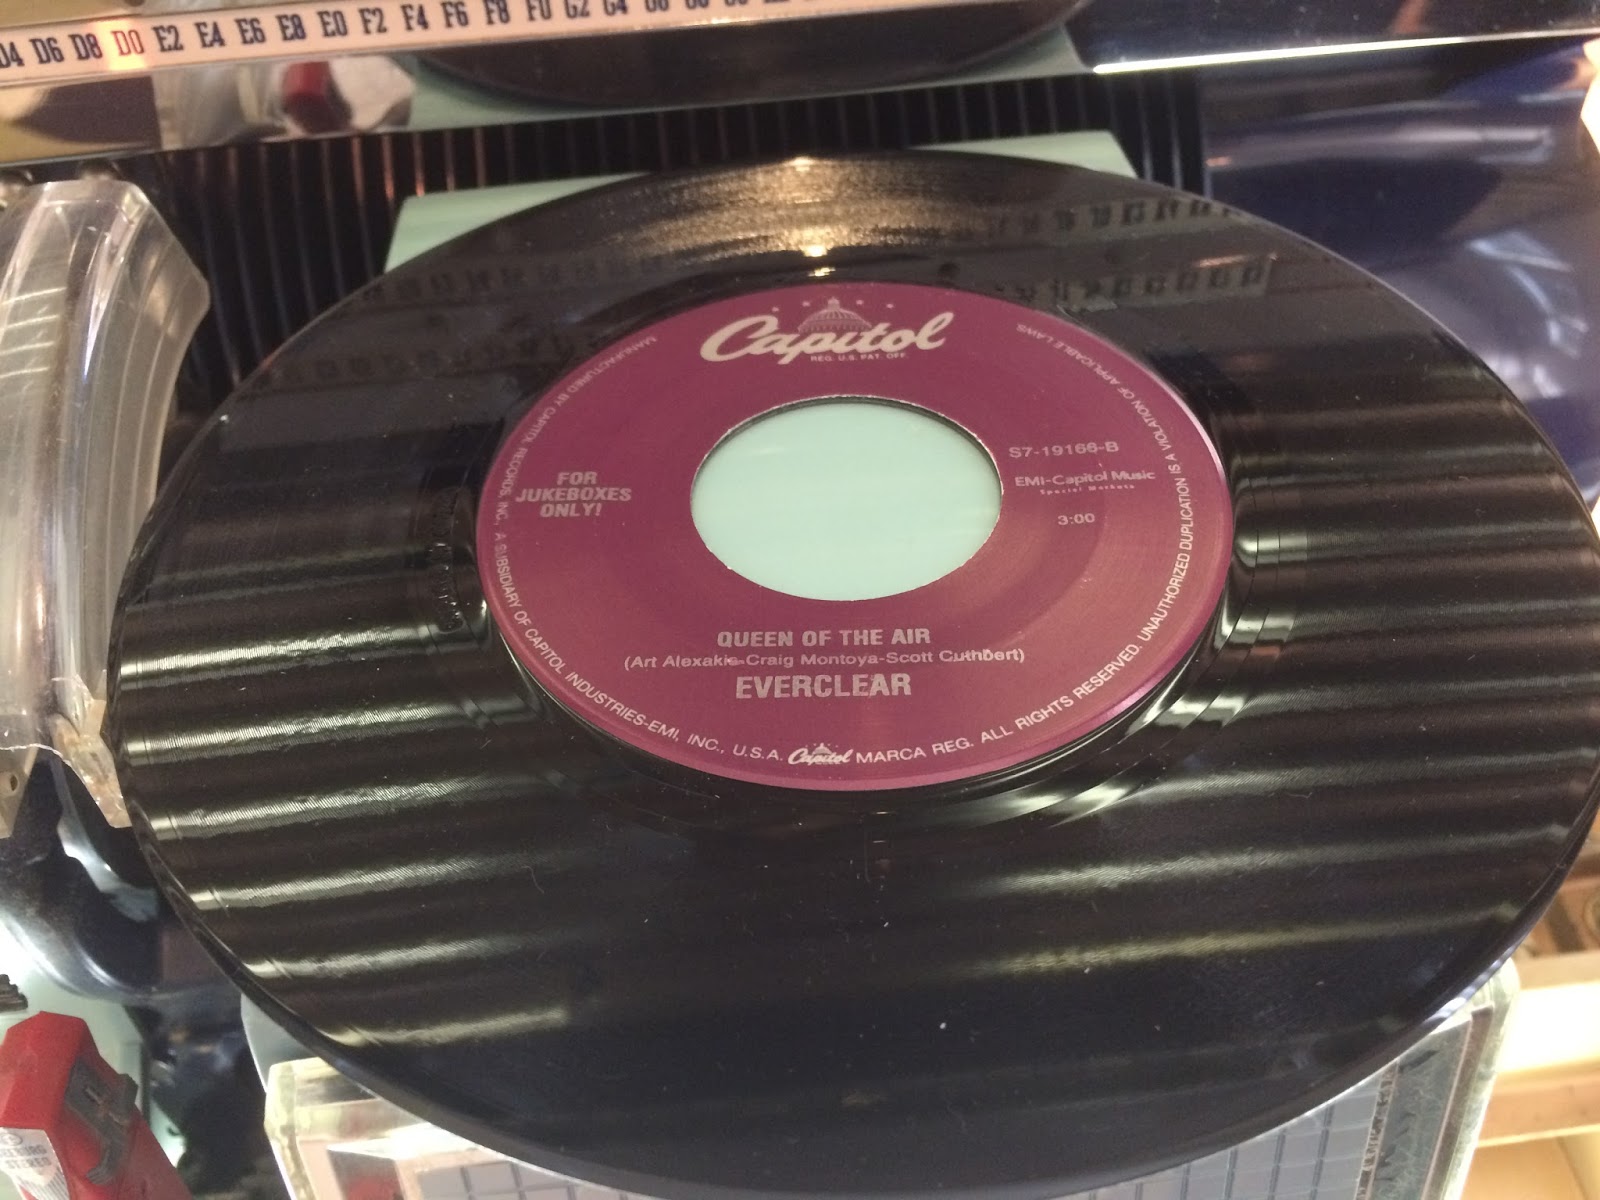 D4 D6 D8 D0 E2 E4 E6 E8 E0 F2 F4 F6 F8 F0 G2 G4
Capitol
REG. U.S. PAT. OFF.
MANUFACTURED BY CAPITOL RECORDS, INC., A SUBSIDIARY OF CAPITOL INDUSTRIES-EMI, INC., U.S.A. Capitol MARCA REG. ALL RIGHTS RESERVED. UNAUTHORIZED DUPLICATION IS A VIOLATION OF APPLICABLE LAWS.
FOR
JUKEBOXES
ONLY!
S7-19166-B
EMI-Capitol Music
Special Markets
3:00
QUEEN OF THE AIR
(Art Alexakis-Craig Montoya-Scott Cuthbert)
EVERCLEAR
STEREO